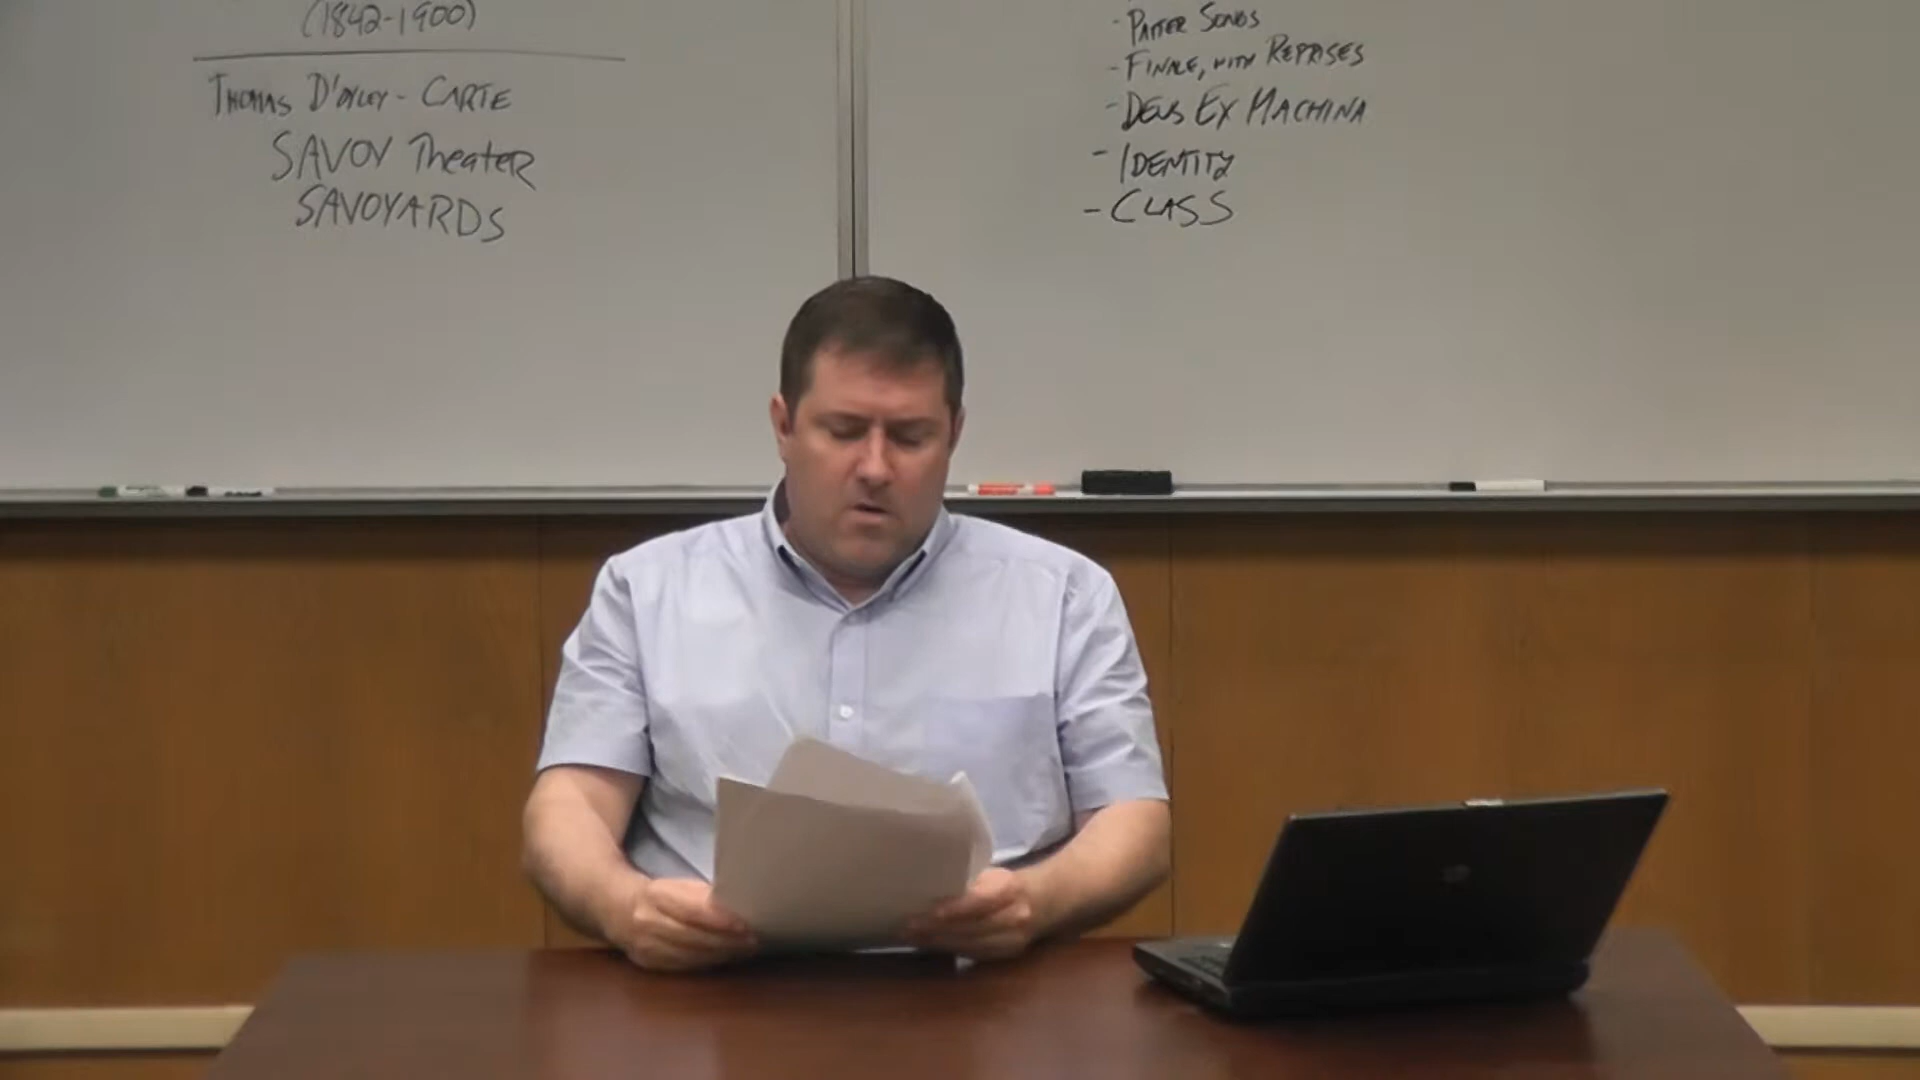 (1842-1900)
THOMAS D'OYLEY - CARTE
SAVOY Theater
SAVOYARDS
- PATTER SONGS
- FINALE, WITH REPRISES
- DEUS EX MACHINA
- IDENTITY
- CLASS